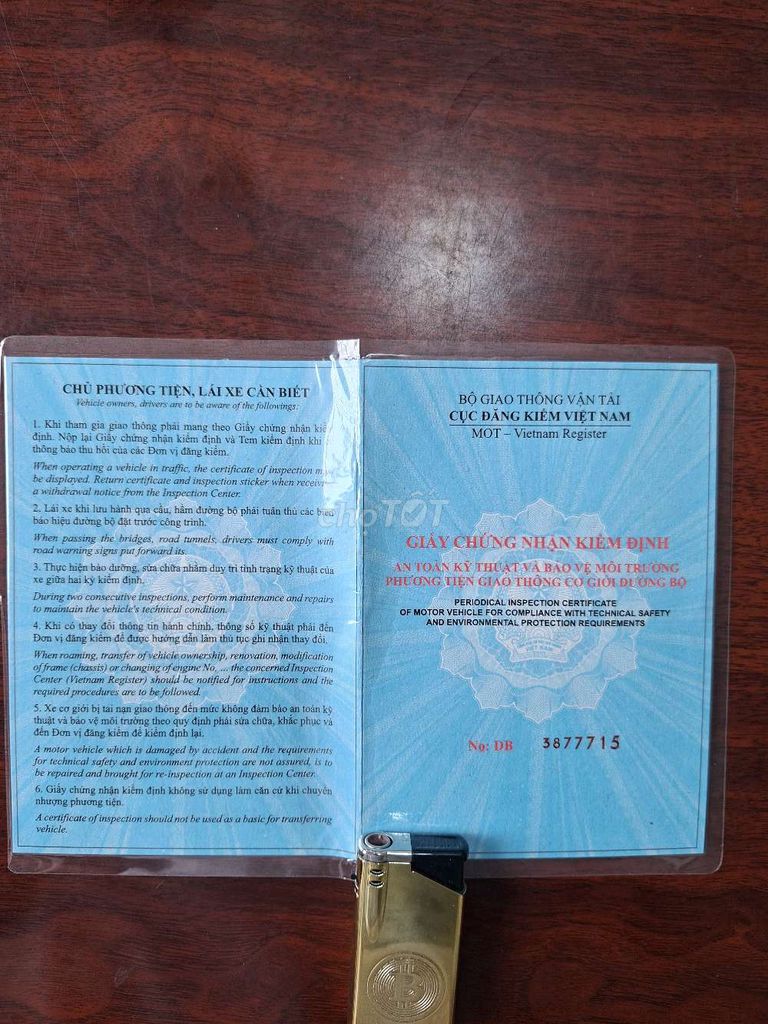 CHỦ PHƯƠNG TIỆN, LÁI XE CẦN BIẾT
Vehicle owners, drivers are to be aware of the followings:
1. Khi tham gia giao thông phải mang theo Giấy chứng nhận kiểm
định. Nộp lại Giấy chứng nhận kiểm định và Tem kiểm định khi
thông báo thu hồi của các Đơn vị đăng kiểm.
When operating a vehicle in traffic, the certificate of inspection
be displayed. Return certificate and inspection sticker when
a withdrawal notice from the Inspection Center.
2. Lái xe khi lưu hành qua cầu, hầm đường bộ phải tuân thủ các biển
báo hiệu đường bộ đặt trước công trình.
When passing the bridges, road tunnels, drivers must comply with
road warning signs put forward its.
3. Thực hiện bảo dưỡng, sửa chữa nhằm duy trì tình trạng kỹ thuật của
xe giữa hai kỳ kiểm định.
During two consecutive inspections, perform maintenance and repairs
to maintain the vehicle's technical condition.
4. Khi có thay đổi thông tin hành chính, thông số kỹ thuật phải đến
Đơn vị đăng kiểm để được hướng dẫn làm thủ tục ghi nhận thay đổi.
When roaming, transfer of vehicle ownership, renovation, modification
of frame (chassis) or changing of engine No, ... the concerned Inspection
Center (Vietnam Register) should be notified for instructions and the
required procedures are to be followed.
5. Xe cơ giới bị tai nạn giao thông đến mức không đảm bảo an toàn kỹ
thuật và bảo vệ môi trường theo quy định phải sửa chữa, khắc phục và
đến Đơn vị đăng kiểm để kiểm định lại.
A motor vehicle which is damaged by accident and the requirements
for technical safety and environment protection are not assured, is to
be repaired and brought for re-inspection at an Inspection Center.
6. Giấy chứng nhận kiểm định không sử dụng làm căn cứ khi chuyển
nhượng phương tiện.
A certificate of inspection should not be used as a basic for transferring
vehicle.
BỘ GIAO THÔNG VẬN TẢI
CỤC ĐĂNG KIỂM VIỆT NAM
MOT – Vietnam Register
chợTỐT
GIẤY CHỨNG NHẬN KIỂM ĐỊNH
AN TOÀN KỸ THUẬT VÀ BẢO VỆ MÔI TRƯỜNG
PHƯƠNG TIỆN GIAO THÔNG CƠ GIỚI ĐƯỜNG BỘ
PERIODICAL INSPECTION CERTIFICATE
OF MOTOR VEHICLE FOR COMPLIANCE WITH TECHNICAL SAFETY
AND ENVIRONMENTAL PROTECTION REQUIREMENTS
VIỆT NAM
No: DB 3877715